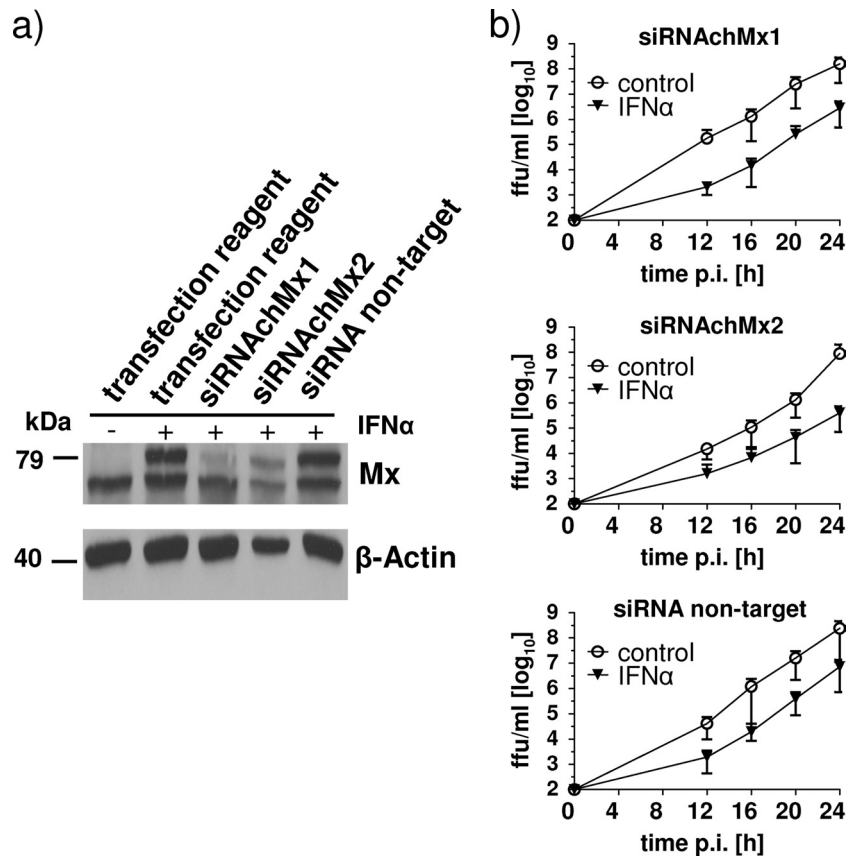 a)
transfection reagent
transfection reagent
siRNAchMx1
siRNAchMx2
siRNA non-target
kDa
- + + + + IFNα
79
Mx
40
β-Actin
b)
siRNAchMx1
control
IFNα
ffu/ml [log10]
9
8
7
6
5
4
3
2
0 4 8 12 16 20 24
time p.i. [h]
siRNAchMx2
control
IFNα
ffu/ml [log10]
9
8
7
6
5
4
3
2
0 4 8 12 16 20 24
time p.i. [h]
siRNA non-target
control
IFNα
ffu/ml [log10]
9
8
7
6
5
4
3
2
0 4 8 12 16 20 24
time p.i. [h]